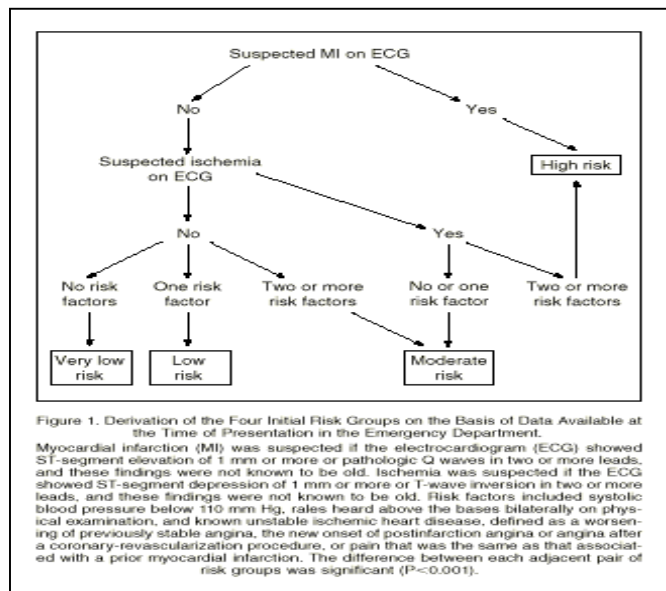 Suspected MI on ECG
No
Yes
Suspected ischemia
on ECG
High risk
No
Yes
No risk
factors
One risk
factor
Two or more
risk factors
No or one
risk factor
Two or more
risk factors
Very low
risk
Low
risk
Moderate
risk
Figure 1. Derivation of the Four Initial Risk Groups on the Basis of Data Available at
the Time of Presentation in the Emergency Department.
Myocardial infarction (MI) was suspected if the electrocardiogram (ECG) showed
ST-segment elevation of 1 mm or more or pathologic Q waves in two or more leads,
and these findings were not known to be old. Ischemia was suspected if the ECG
showed ST-segment depression of 1 mm or more or T-wave inversion in two or more
leads, and these findings were not known to be old. Risk factors included systolic
blood pressure below 110 mm Hg, rales heard above the bases bilaterally on phys-
ical examination, and known unstable ischemic heart disease, defined as a worsen-
ing of previously stable angina, the new onset of postinfarction angina or angina after
a coronary-revascularization procedure, or pain that was the same as that associat-
ed with a prior myocardial infarction. The difference between each adjacent pair of
risk groups was significant (P<0.001).